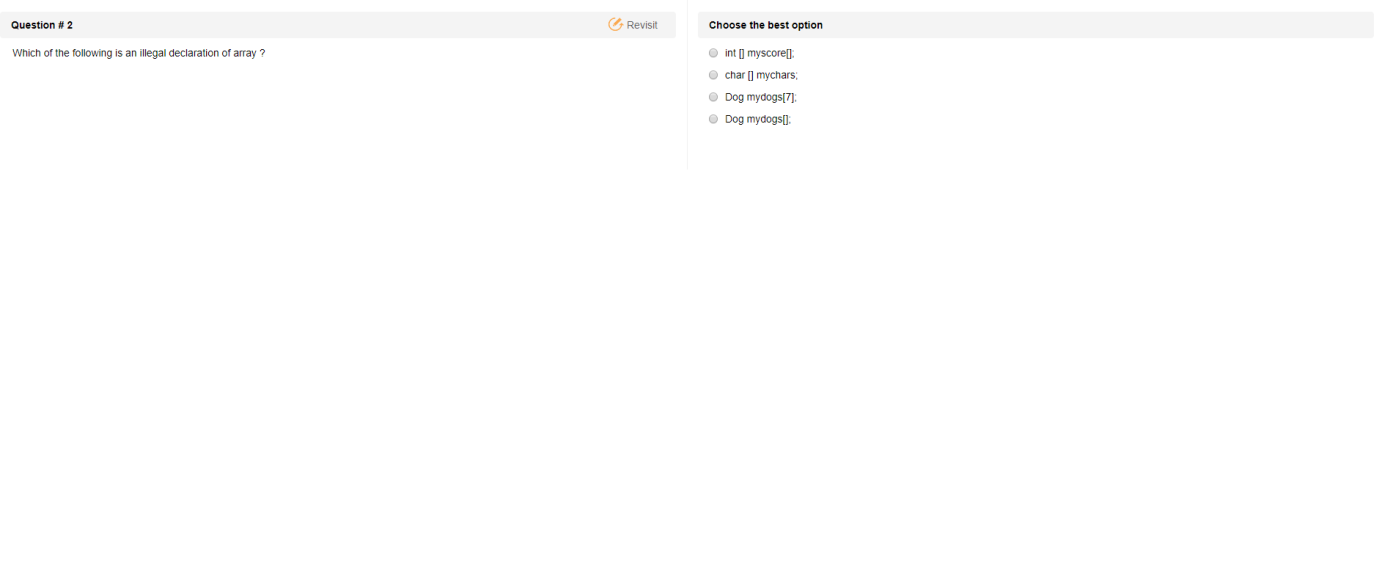 Question # 2
Revisit
Which of the following is an illegal declaration of array ?
Choose the best option
int [] myscore[];
char [] mychars;
Dog mydogs[7];
Dog mydogs[];